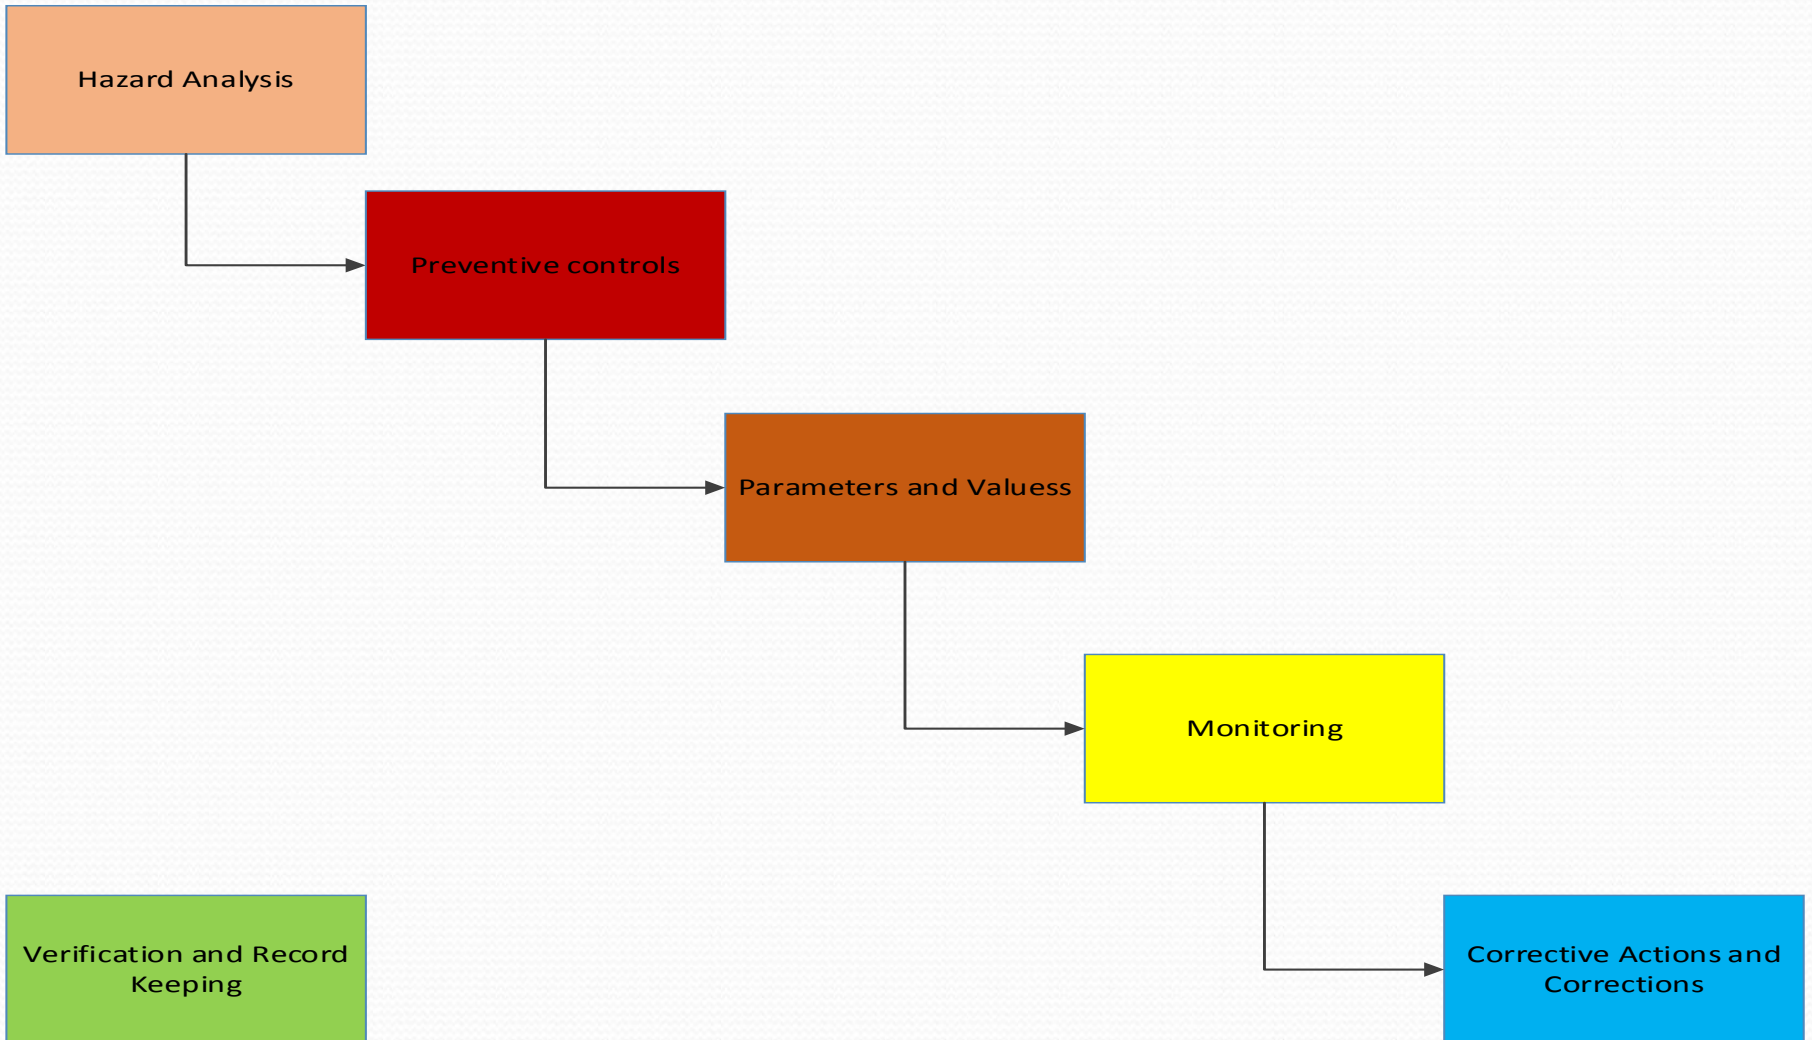 Hazard Analysis
Preventive controls
Parameters and Valuess
Monitoring
Verification and Record
Keeping
Corrective Actions and
Corrections